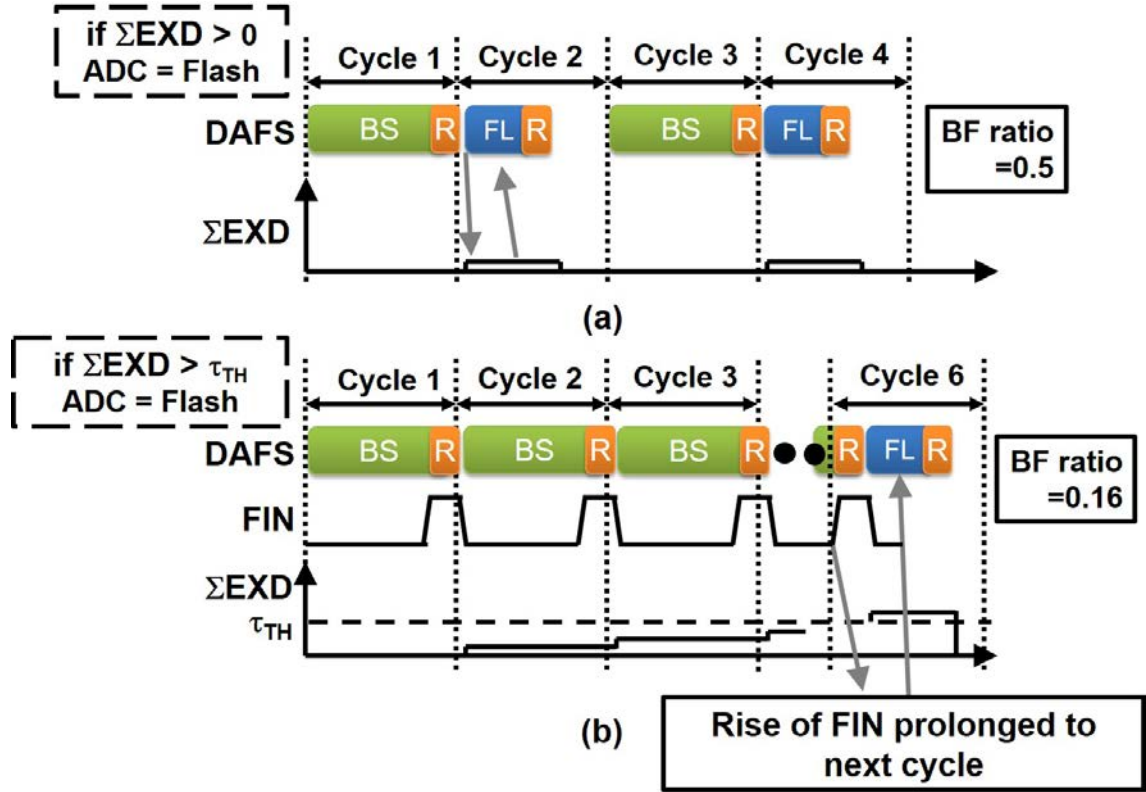 if ΣEXD > 0
ADC = Flash
Cycle 1 Cycle 2 Cycle 3 Cycle 4
DAFS BS R FL R BS R FL R
BF ratio
=0.5
ΣEXD
(a)
if ΣEXD > τTH
ADC = Flash
Cycle 1 Cycle 2 Cycle 3 Cycle 6
DAFS BS R BS R BS R R FL R
BF ratio
=0.16
FIN
ΣEXD
τTH
Rise of FIN prolonged to
next cycle
(b)